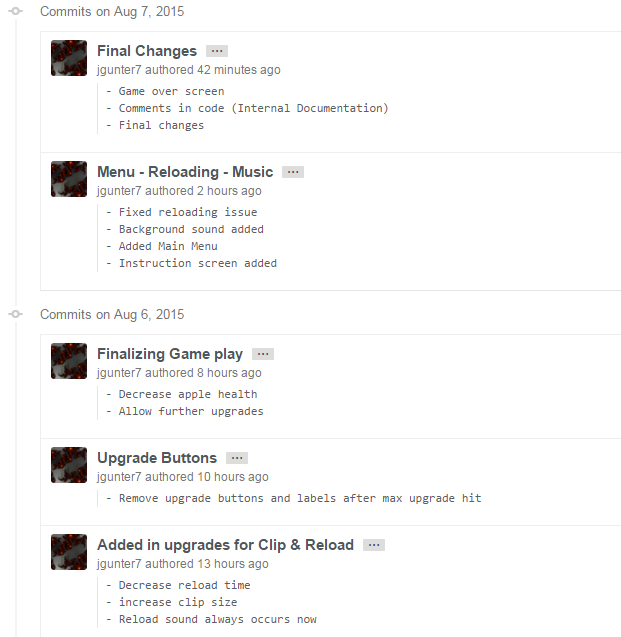 Commits on Aug 7, 2015
Final Changes ...
jgunter7 authored 42 minutes ago
- Game over screen
- Comments in code (Internal Documentation)
- Final changes
Menu - Reloading - Music ...
jgunter7 authored 2 hours ago
- Fixed reloading issue
- Background sound added
- Added Main Menu
- Instruction screen added
Commits on Aug 6, 2015
Finalizing Game play ...
jgunter7 authored 8 hours ago
- Decrease apple health
- Allow further upgrades
Upgrade Buttons ...
jgunter7 authored 10 hours ago
- Remove upgrade buttons and labels after max upgrade hit
Added in upgrades for Clip & Reload ...
jgunter7 authored 13 hours ago
- Decrease reload time
- increase clip size
- Reload sound always occurs now